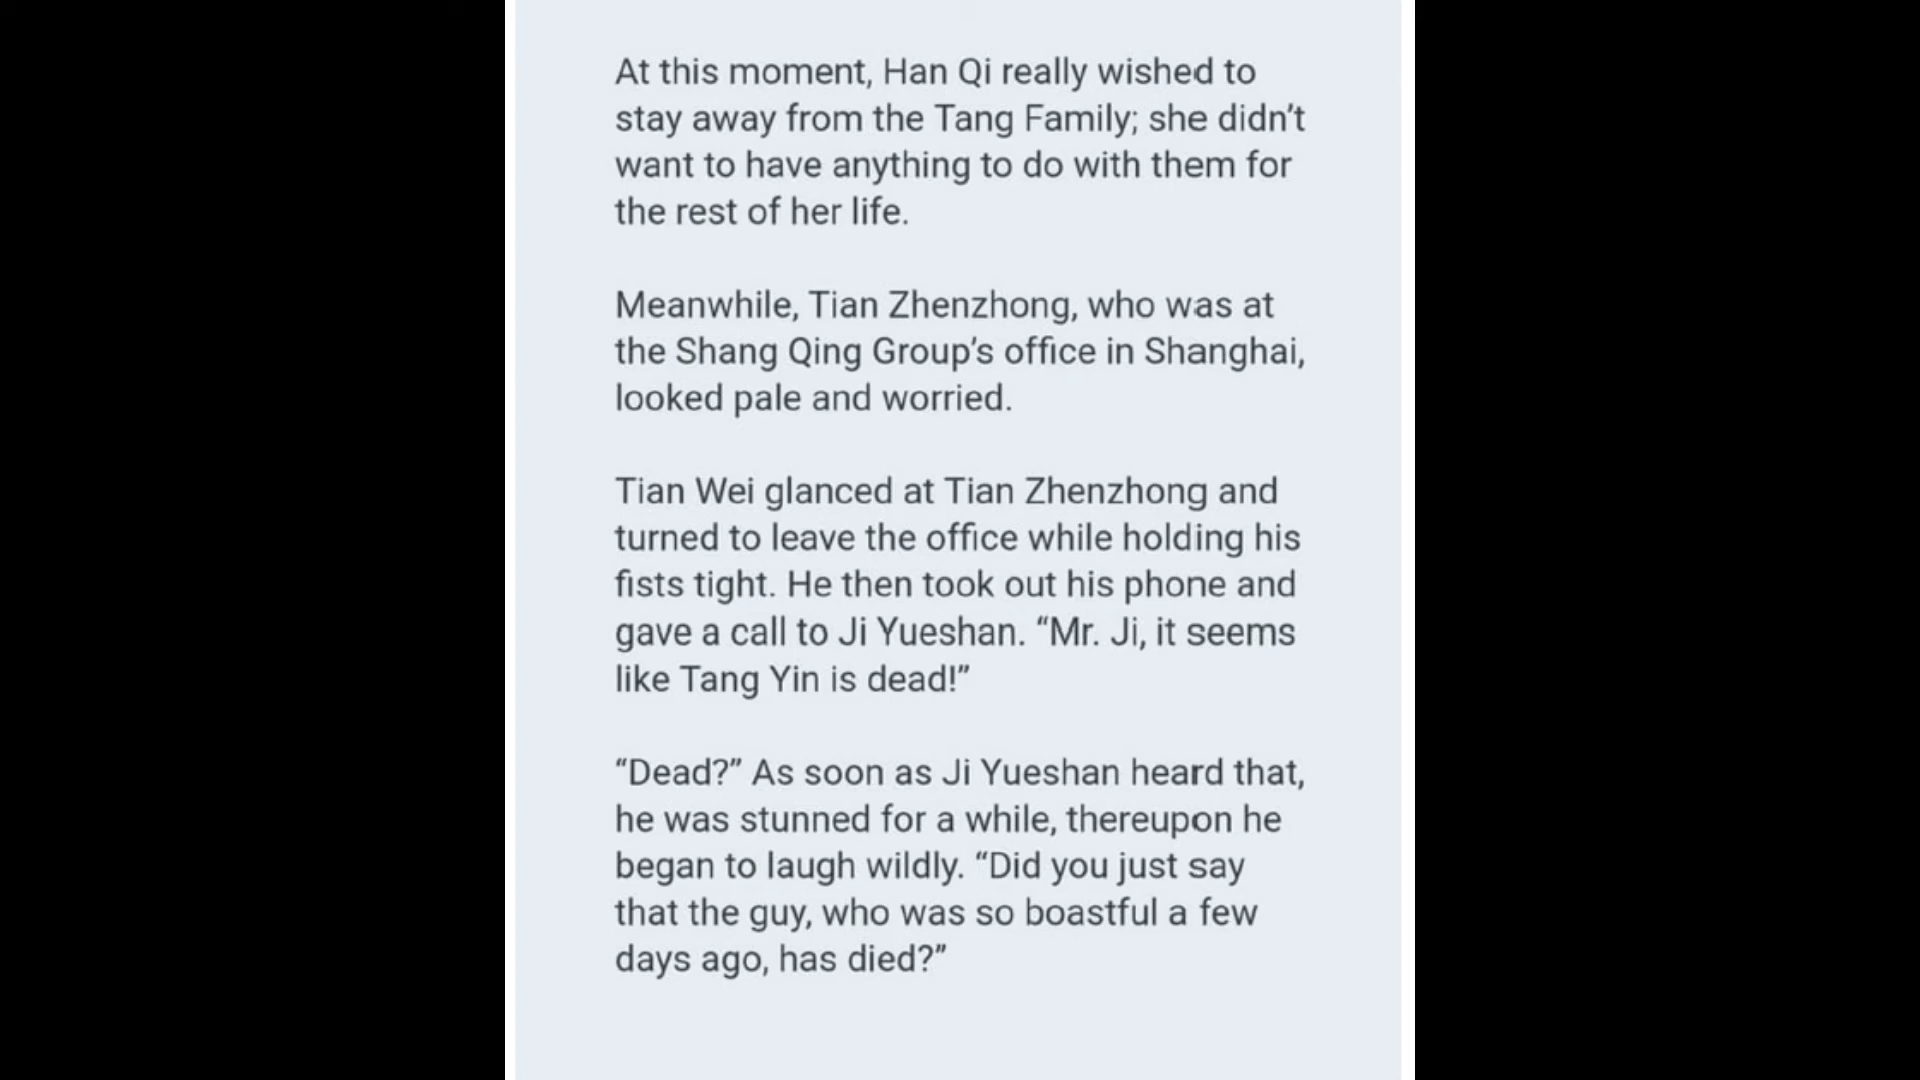 At this moment, Han Qi really wished to
stay away from the Tang Family; she didn’t
want to have anything to do with them for
the rest of her life.
Meanwhile, Tian Zhenzhong, who was at
the Shang Qing Group’s office in Shanghai,
looked pale and worried.
Tian Wei glanced at Tian Zhenzhong and
turned to leave the office while holding his
fists tight. He then took out his phone and
gave a call to Ji Yueshan. “Mr. Ji, it seems
like Tang Yin is dead!”
“Dead?” As soon as Ji Yueshan heard that,
he was stunned for a while, thereupon he
began to laugh wildly. “Did you just say
that the guy, who was so boastful a few
days ago, has died?”